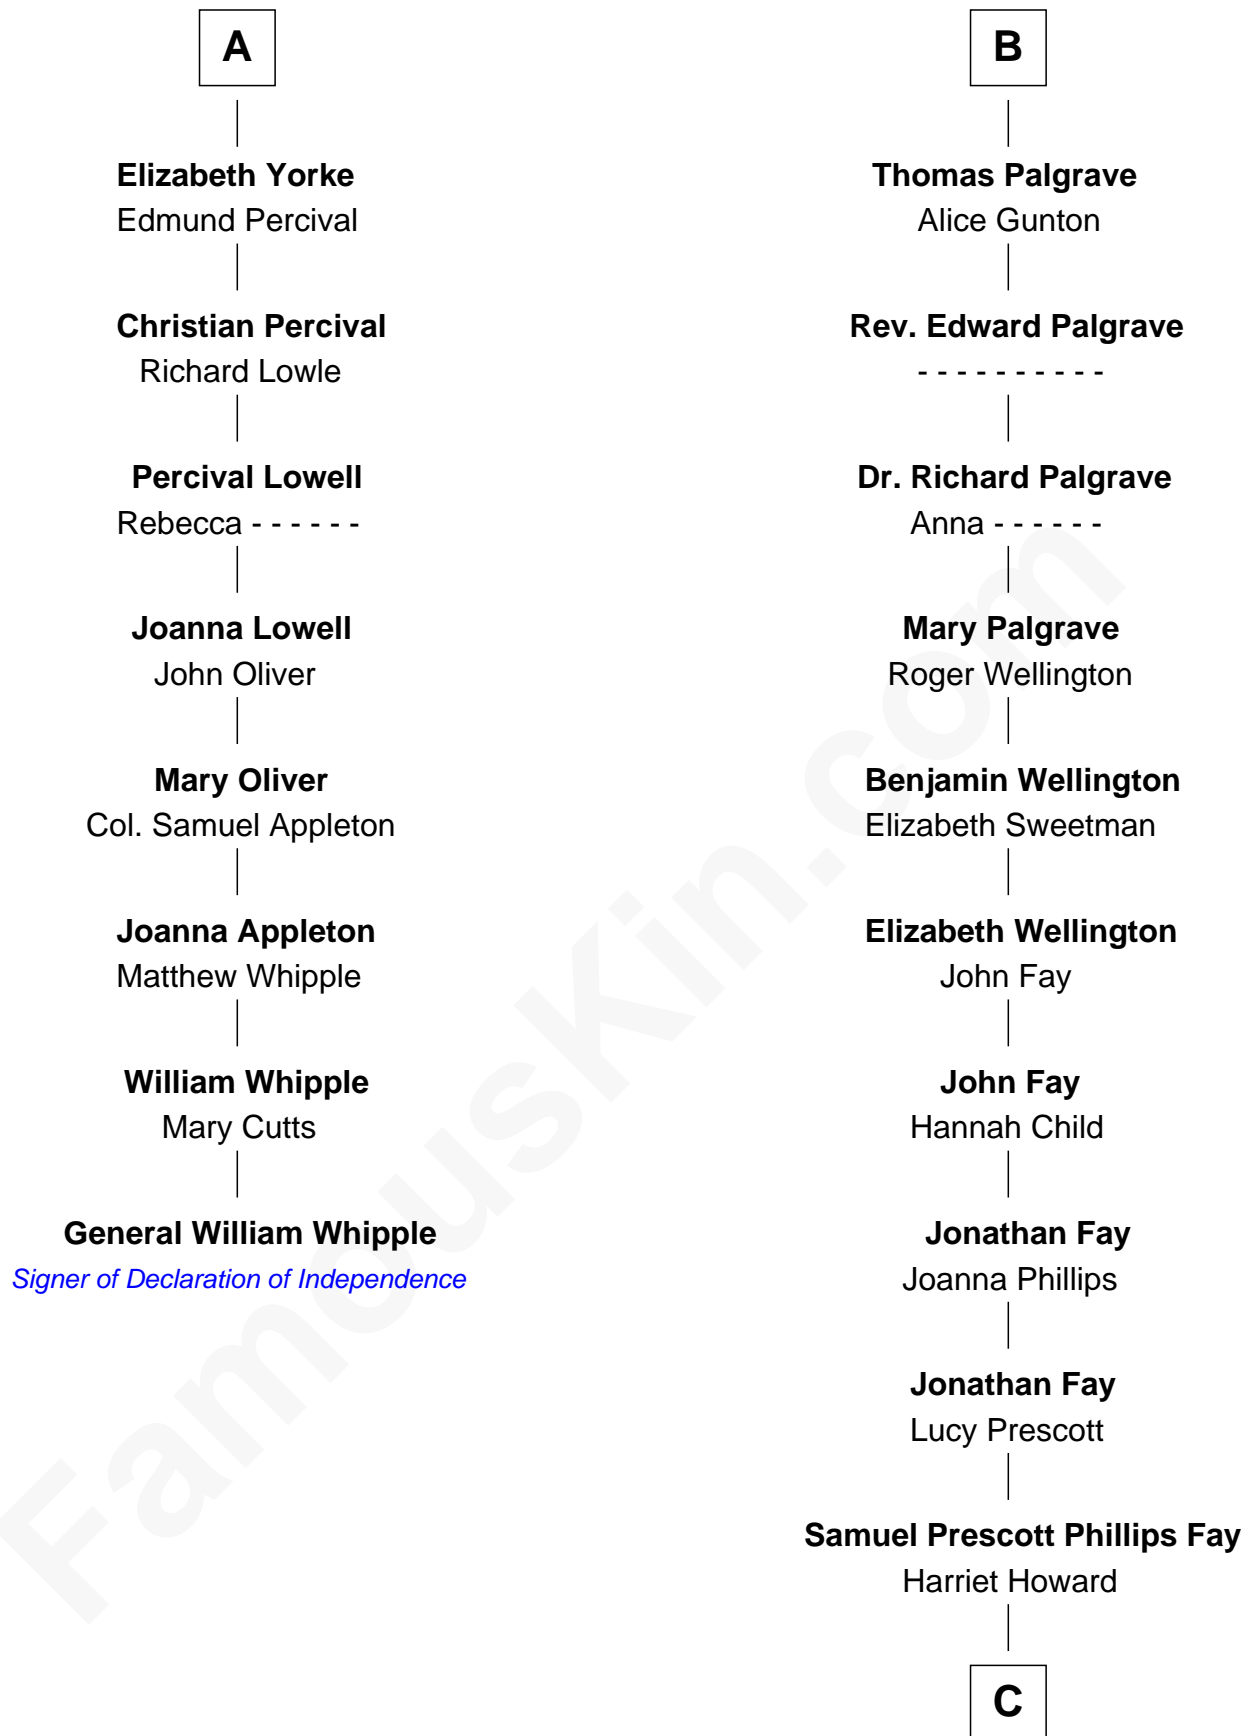 A
Elizabeth Yorke
Edmund Percival
Christian Percival
Richard Lowle
Percival Lowell
Rebecca - - - - - -
Joanna Lowell
John Oliver
Mary Oliver
Col. Samuel Appleton
Joanna Appleton
Matthew Whipple
William Whipple
Mary Cutts
General William Whipple
Signer of Declaration of Independence
B
Thomas Palgrave
Alice Gunton
Rev. Edward Palgrave
- - - - - - - - - -
Dr. Richard Palgrave
Anna - - - - - -
Mary Palgrave
Roger Wellington
Benjamin Wellington
Elizabeth Sweetman
Elizabeth Wellington
John Fay
John Fay
Hannah Child
Jonathan Fay
Joanna Phillips
Jonathan Fay
Lucy Prescott
Samuel Prescott Phillips Fay
Harriet Howard
C
FamousKin.com